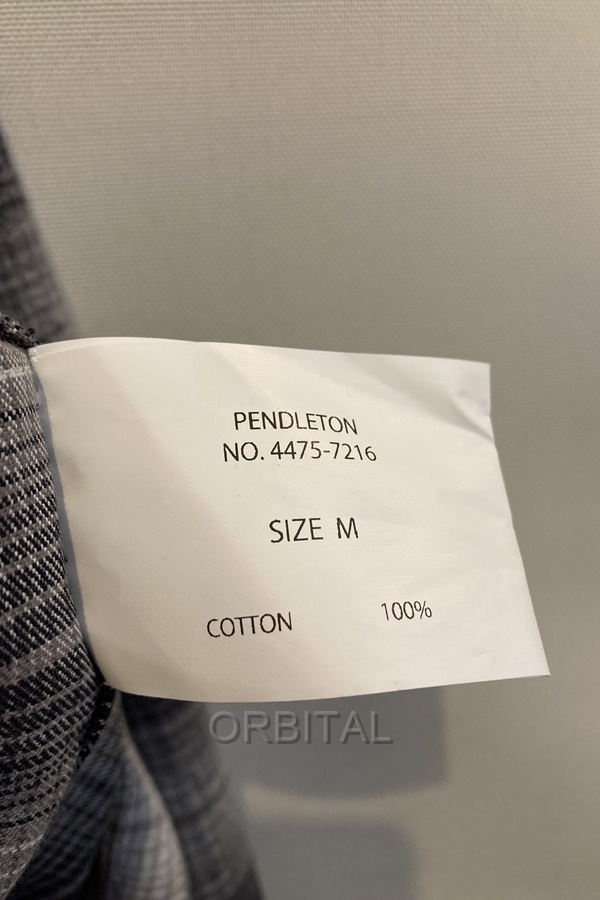 PENDLETON
NO. 4475-7216
SIZE M
COTTON 100%
ORBITAL